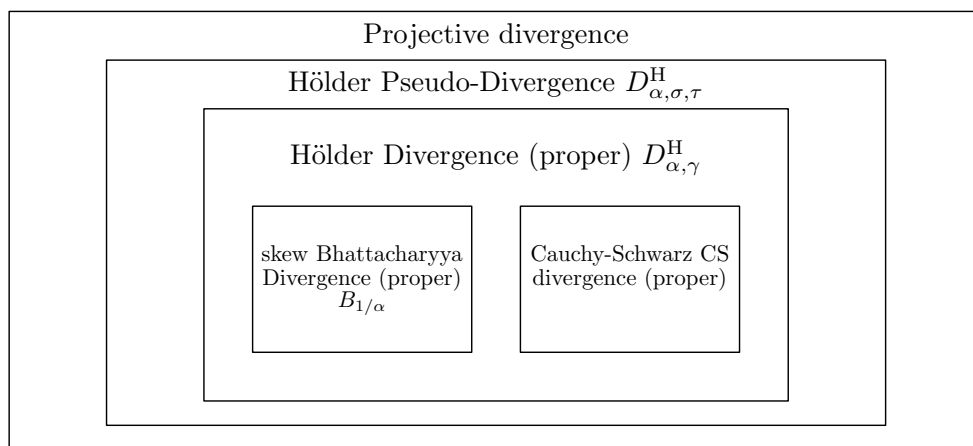 Projective divergence
Hölder Pseudo-Divergence $D^{\mathrm{H}}_{\alpha,\sigma,\tau}$
Hölder Divergence (proper) $D^{\mathrm{H}}_{\alpha,\gamma}$
skew Bhattacharyya
Divergence (proper)
$B_{1/\alpha}$
Cauchy-Schwarz CS
divergence (proper)